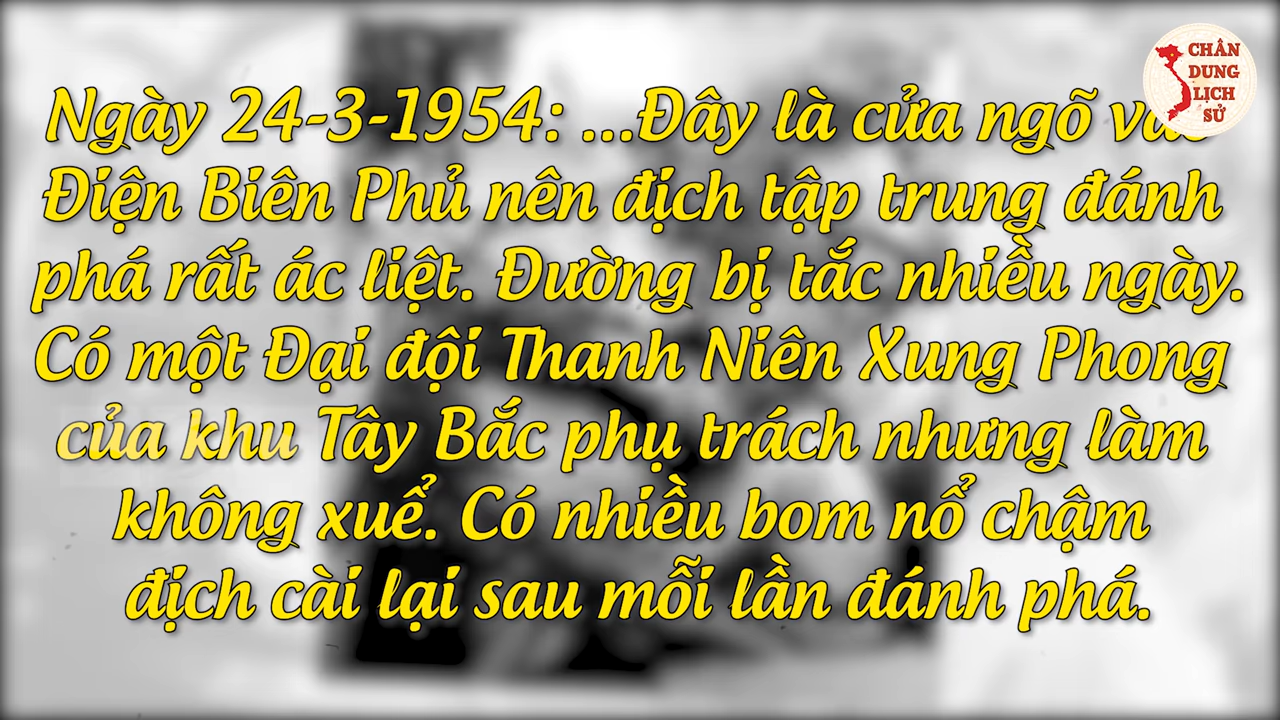 CHÂN
DUNG
LỊCH
SỬ
Ngày 24-3-1954: ...Đây là cửa ngõ
Điện Biên Phủ nên địch tập trung đánh
phá rất ác liệt. Đường bị tắc nhiều ngày.
Có một Đại đội Thanh Niên Xung Phong
của khu Tây Bắc phụ trách nhưng làm
không xuể. Có nhiều bom nổ chậm
địch cài lại sau mỗi lần đánh phá.